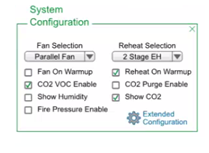 System
Configuration
Fan Selection
Reheat Selection
Parallel Fan
2 Stage EH
Fan On Warmup
Reheat On Warmup
CO2 VOC Enable
CO2 Purge Enable
Show Humidity
Show CO2
Fire Pressure Enable
Extended
Configuration